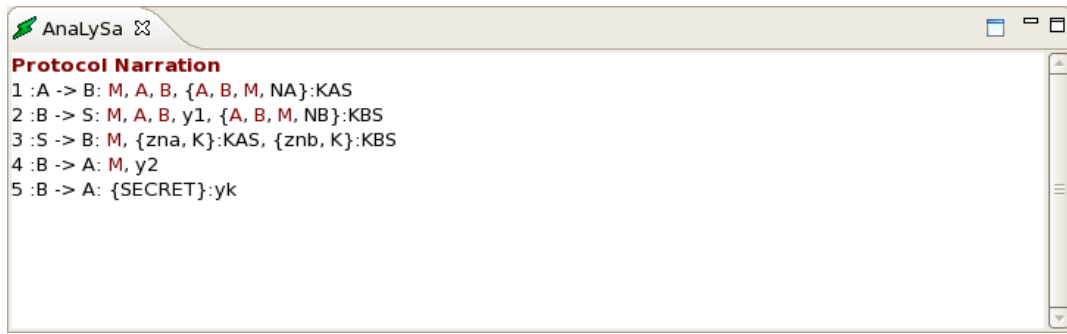 AnaLySa
Protocol Narration
1 :A -> B: M, A, B, {A, B, M, NA}:KAS
2 :B -> S: M, A, B, y1, {A, B, M, NB}:KBS
3 :S -> B: M, {zna, K}:KAS, {znb, K}:KBS
4 :B -> A: M, y2
5 :B -> A: {SECRET}:yk